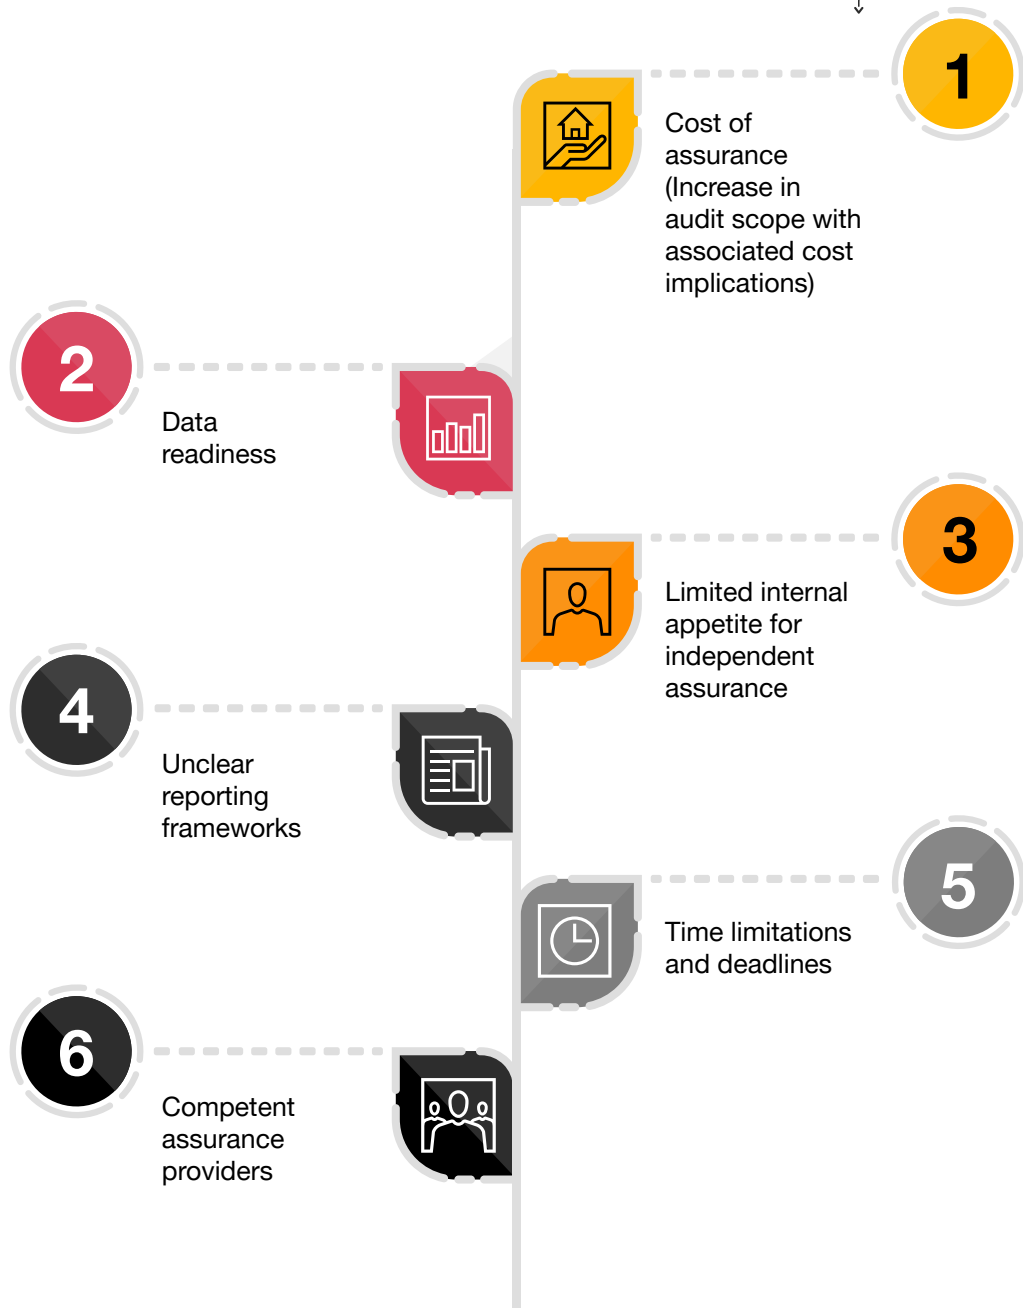 1
Cost of
assurance
(Increase in
audit scope with
associated cost
implications)
2
Data
readiness
3
Limited internal
appetite for
independent
assurance
4
Unclear
reporting
frameworks
5
Time limitations
and deadlines
6
Competent
assurance
providers